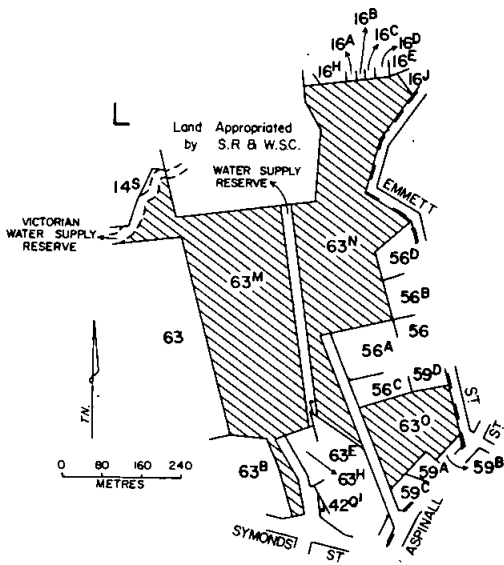 16B
16A
16C
16D
16H
16E
16J
L
Land Appropriated
by S.R & W.S.C.
14S
WATER SUPPLY
RESERVE
EMMETT
VICTORIAN
WATER SUPPLY
RESERVE
63N
56D
63M
56B
63
56
56A
59D
56C
ST
T.N.
63O
ST
63E
59B
63B
59A
0 80 160 240
METRES
63H
59C
42D1
ASPINALL
SYMONDS
ST